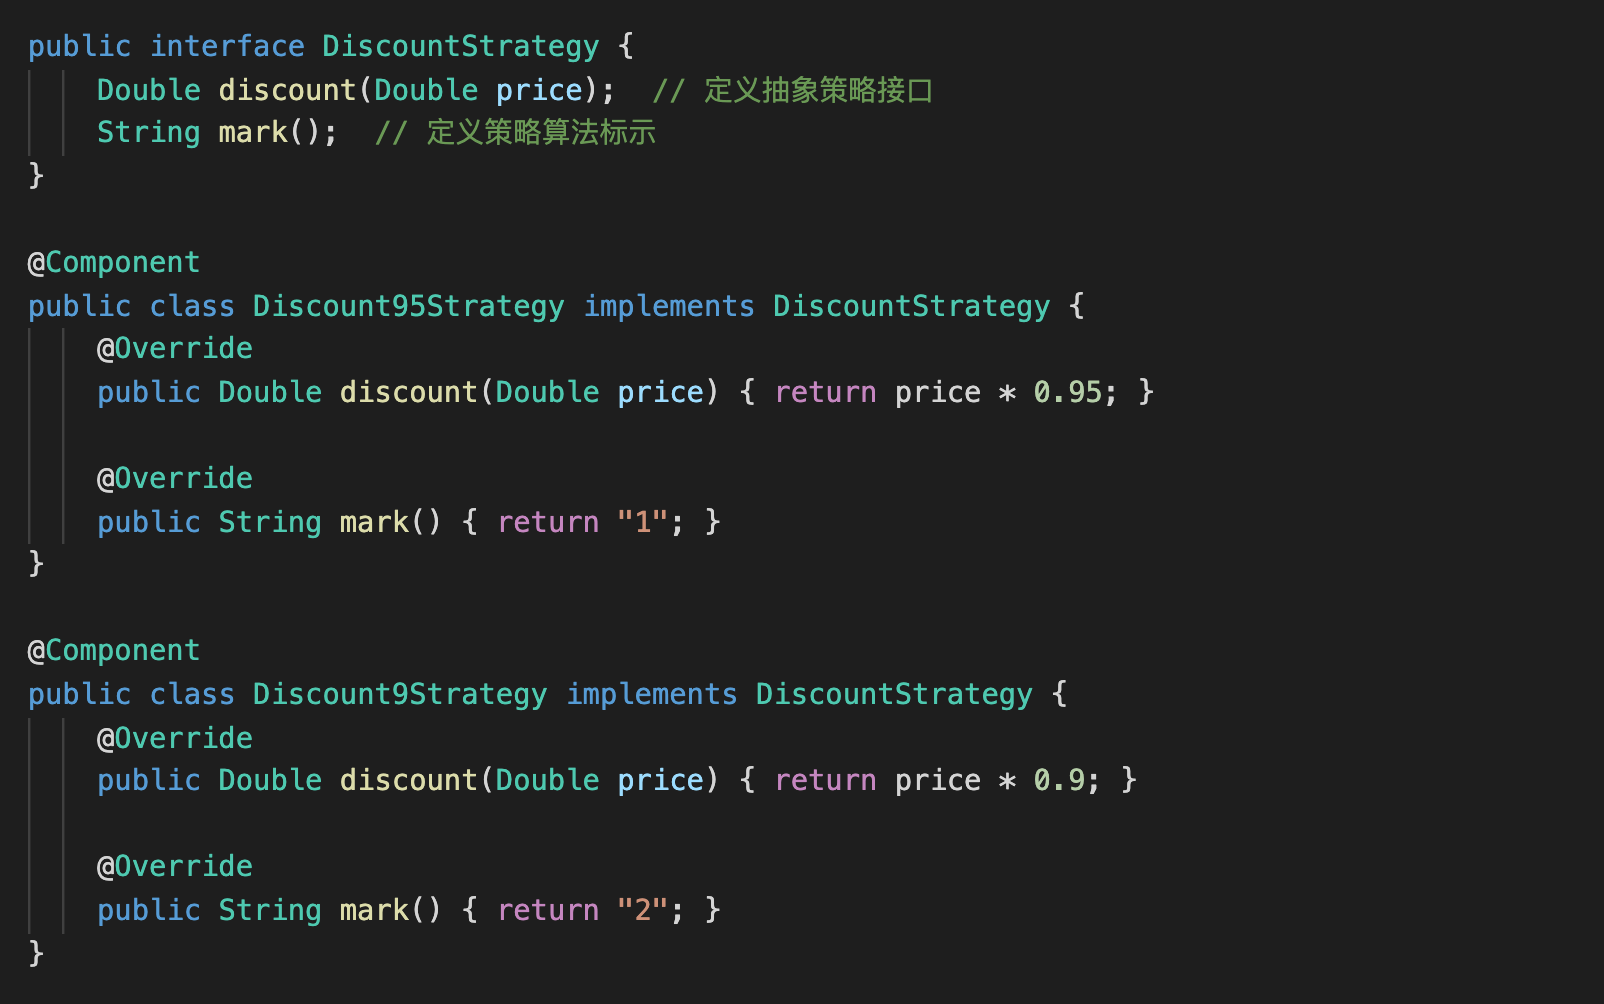 public interface DiscountStrategy {
    Double discount(Double price);  // 定义抽象策略接口
    String mark();  // 定义策略算法标示
}

@Component
public class Discount95Strategy implements DiscountStrategy {
    @Override
    public Double discount(Double price) { return price * 0.95; }

    @Override
    public String mark() { return "1"; }
}

@Component
public class Discount9Strategy implements DiscountStrategy {
    @Override
    public Double discount(Double price) { return price * 0.9; }

    @Override
    public String mark() { return "2"; }
}